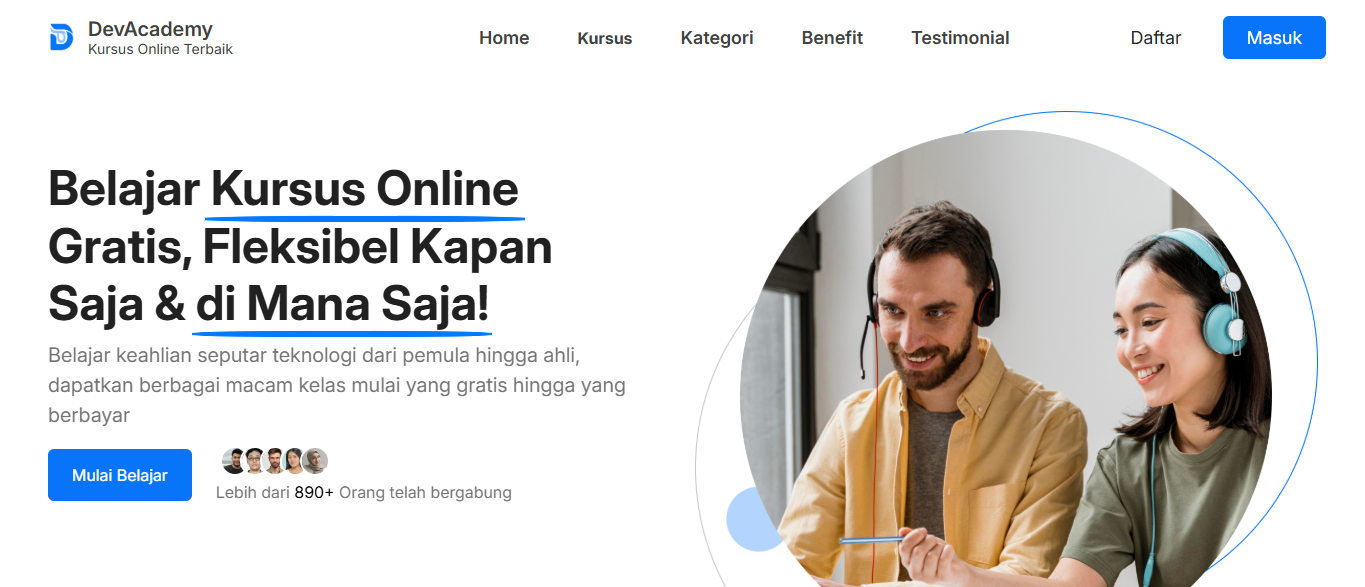 DevAcademy
Kursus Online Terbaik
Home
Kursus
Kategori
Benefit
Testimonial
Daftar
Masuk
Belajar Kursus Online
Gratis, Fleksibel Kapan
Saja & di Mana Saja!
Belajar keahlian seputar teknologi dari pemula hingga ahli,
dapatkan berbagai macam kelas mulai yang gratis hingga yang
berbayar
Mulai Belajar
Lebih dari 890+ Orang telah bergabung